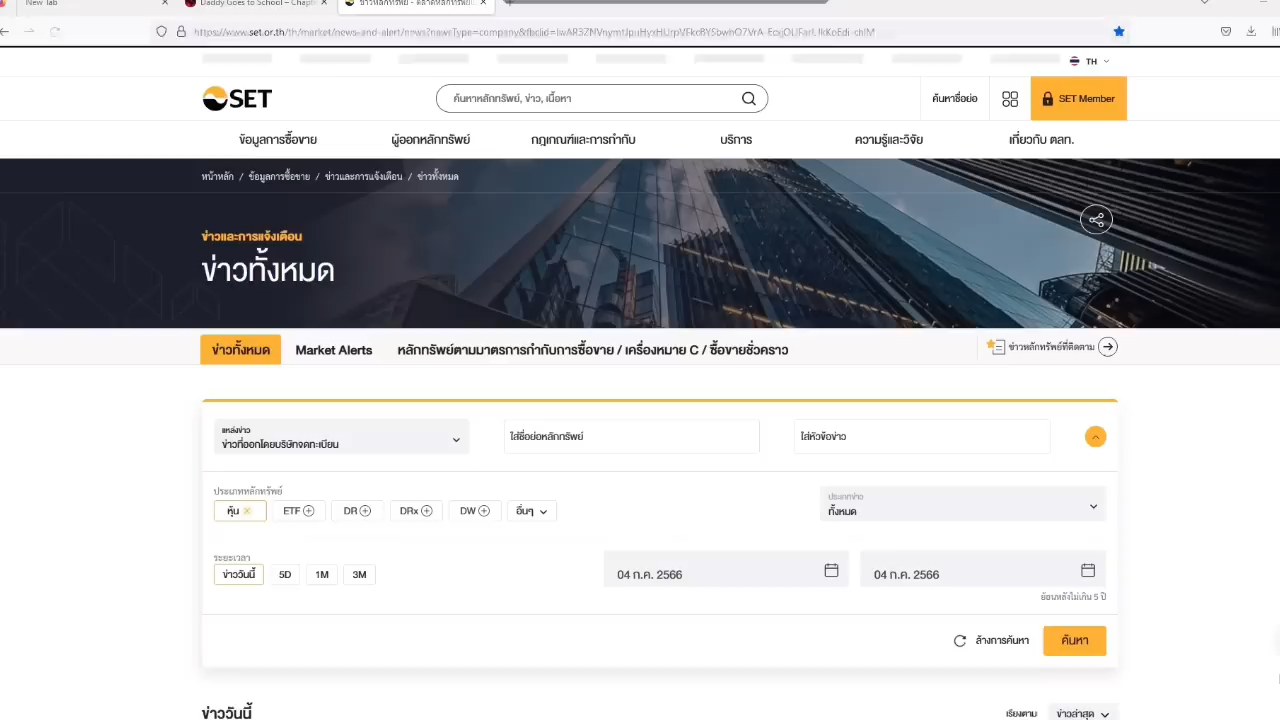 New Tab
Daddy Goes to School – Chapt
TH
SET
ค้นหาหลักทรัพย์, ข่าว, เนื้อหา
ค้นหาชื่อย่อ
SET Member
ข้อมูลการซื้อขาย
ผู้ออกหลักทรัพย์
กฎเกณฑ์และการกำกับ
บริการ
ความรู้และวิจัย
เกี่ยวกับ ตลท.
หน้าหลัก / ข้อมูลการซื้อขาย / ข่าวและการแจ้งเตือน / ข่าวทั้งหมด
ข่าวและการแจ้งเตือน
ข่าวทั้งหมด
ข่าวทั้งหมด
Market Alerts
หลักทรัพย์ตามมาตรการกำกับการซื้อขาย / เครื่องหมาย C / ซื้อขายชั่วคราว
ข่าวหลักทรัพย์ที่ติดตาม
แหล่งข่าว
ข่าวที่ออกโดยบริษัทจดทะเบียน
ใส่ชื่อย่อหลักทรัพย์
ใส่หัวข้อข่าว
ประเภทหลักทรัพย์
หุ้น
ETF
DR
DRx
DW
อื่นๆ
ประเภทข่าว
ทั้งหมด
ระยะเวลา
ข่าววันนี้
5D
1M
3M
04 ก.ค. 2566
04 ก.ค. 2566
ย้อนหลังไม่เกิน 5 ปี
ล้างการค้นหา
ค้นหา
ข่าววันนี้
เรียงตาม
ข่าวล่าสุด